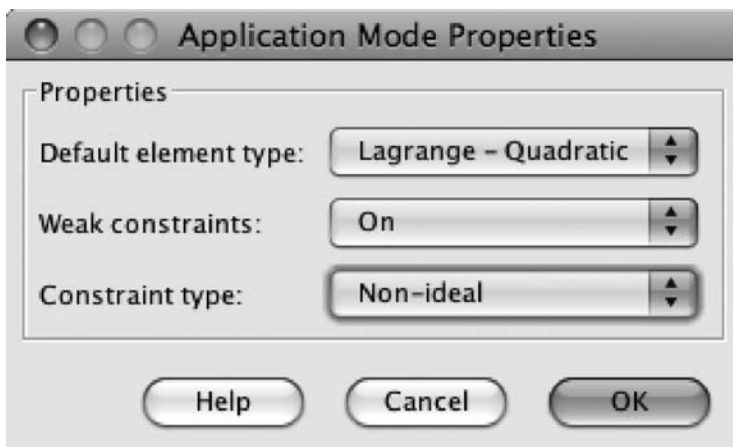 Application Mode Properties
Properties
Default element type: Lagrange – Quadratic
Weak constraints: On
Constraint type: Non-ideal
Help Cancel OK